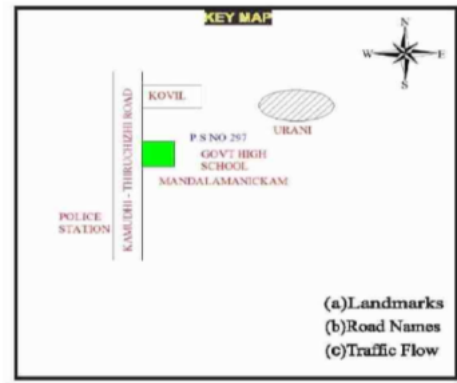 KEY MAP
N
W E
S
KOVIL
URANI
P.S NO 297
GOVT HIGH
SCHOOL
MANDALAMANICKAM
KAMUDHI - THIRUCHIZHI ROAD
POLICE
STATION
(a)Landmarks
(b)Road Names
(c)Traffic Flow